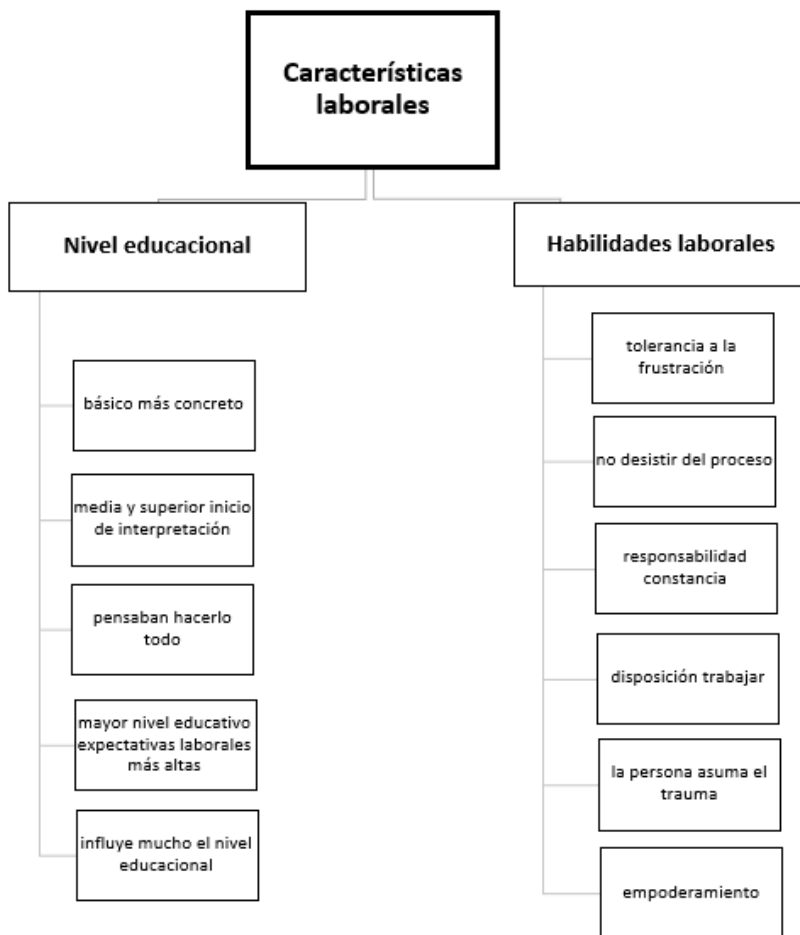 Características
laborales
Nivel educacional
básico más concreto
media y superior inicio
de interpretación
pensaban hacerlo
todo
mayor nivel educativo
expectativas laborales
más altas
influye mucho el nivel
educacional
Habilidades laborales
tolerancia a la
frustración
no desistir del proceso
responsabilidad
constancia
disposición trabajar
la persona asuma el
trauma
empoderamiento